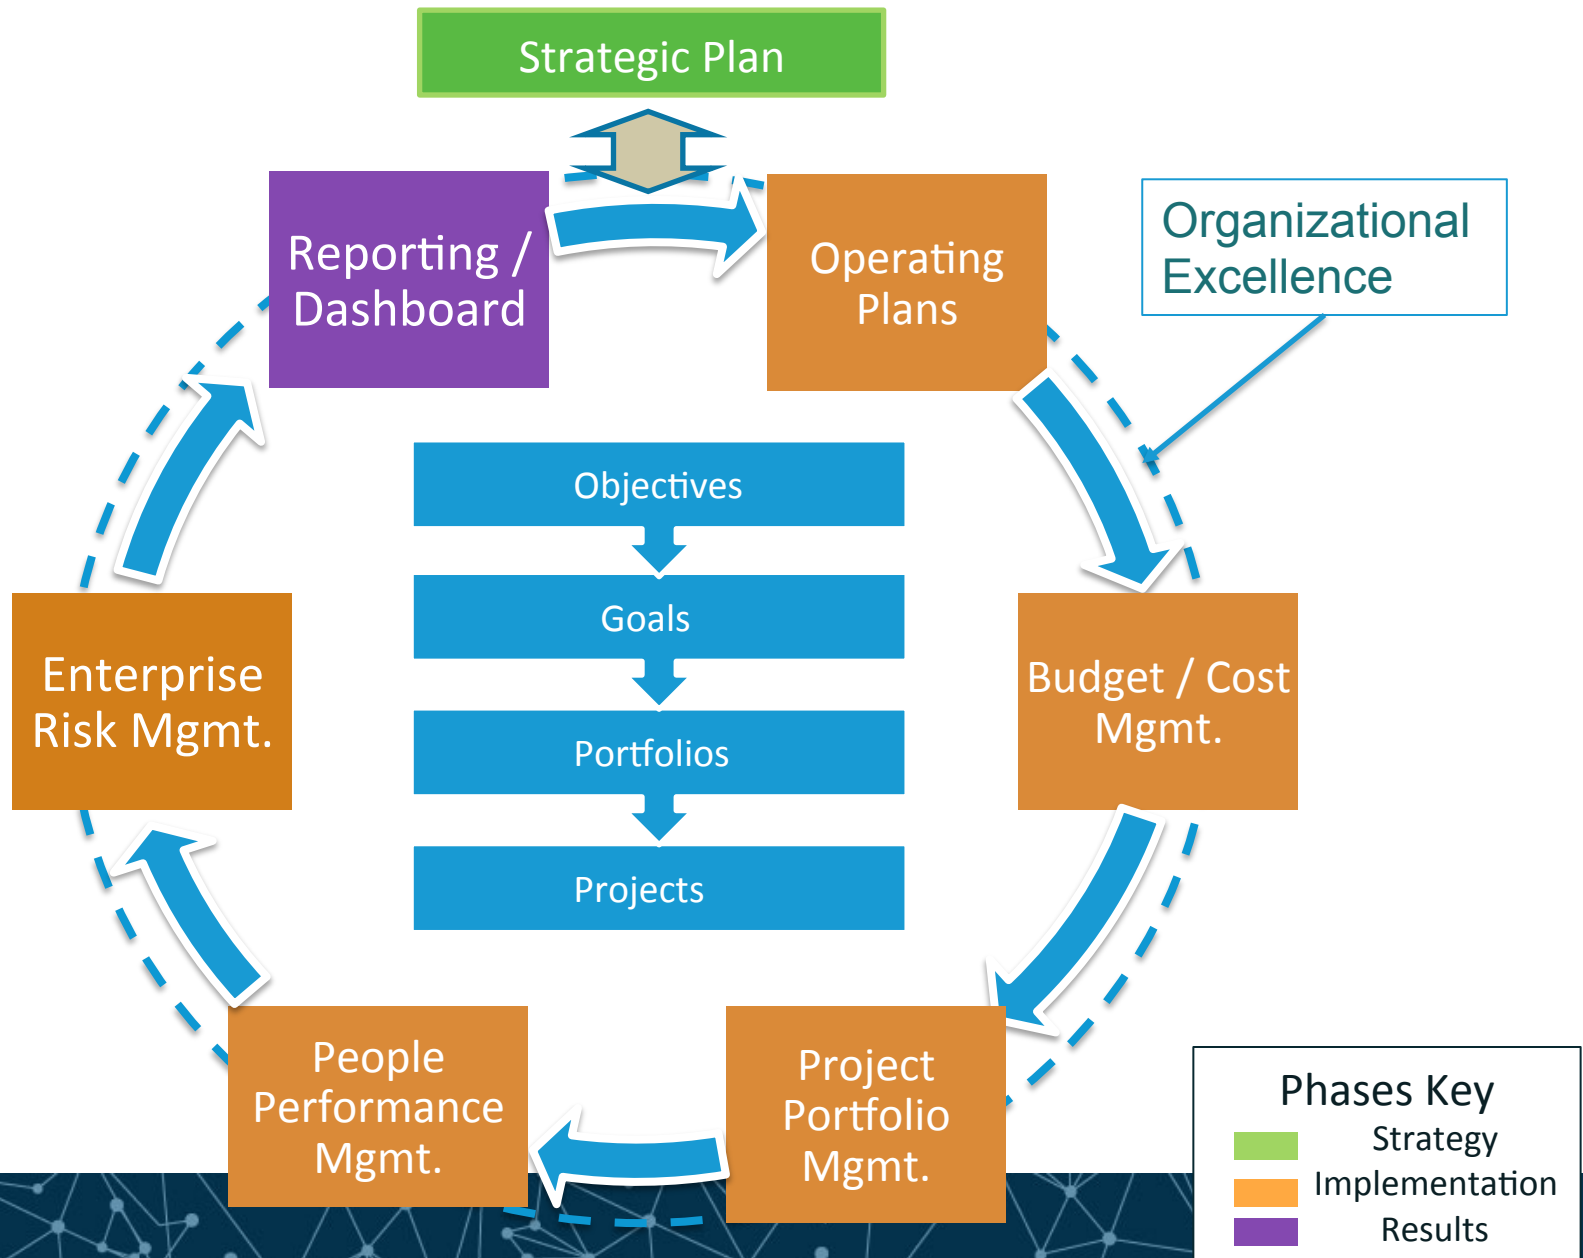 Strategic Plan
Reporting /
Dashboard
Operating
Plans
Organizational
Excellence
Objectives
Goals
Portfolios
Projects
Enterprise
Risk Mgmt.
Budget / Cost
Mgmt.
People
Performance
Mgmt.
Project
Portfolio
Mgmt.
Phases Key
Strategy
Implementation
Results